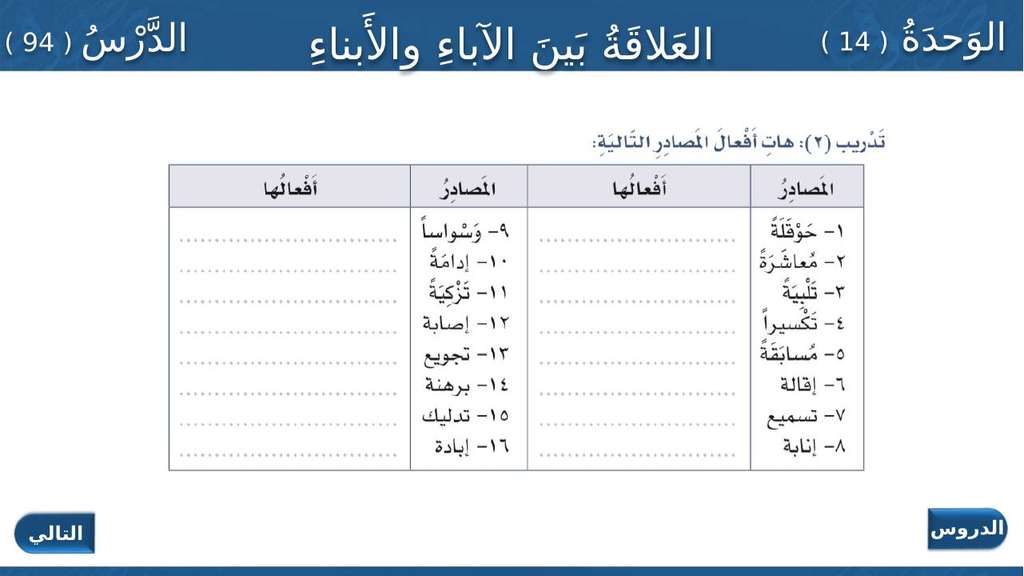 الوَحدَةُ ( 14 )
العَلاقَةُ بَينَ الآباءِ والأَبناءِ
الدَّرْسُ ( 94 )
تَدْريب (٢): هاتِ أَفْعالَ المَصادِرِ التّاليَةِ:
المَصادِرُ أَفْعالُها المَصادِرُ أَفْعالُها
١- حَوْقَلَةً ٩- وَسْواساً
٢- مُعاشَرَةً ١٠- إدامَةً
٣- تَلْبِيَةً ١١- تَزْكِيَةً
٤- تَكْسيراً ١٢- إصابة
٥- مُسابَقَةً ١٣- تجويع
٦- إقالة ١٤- برهنة
٧- تسميع ١٥- تدليك
٨- إنابة ١٦- إبادة
الدروس
التالي